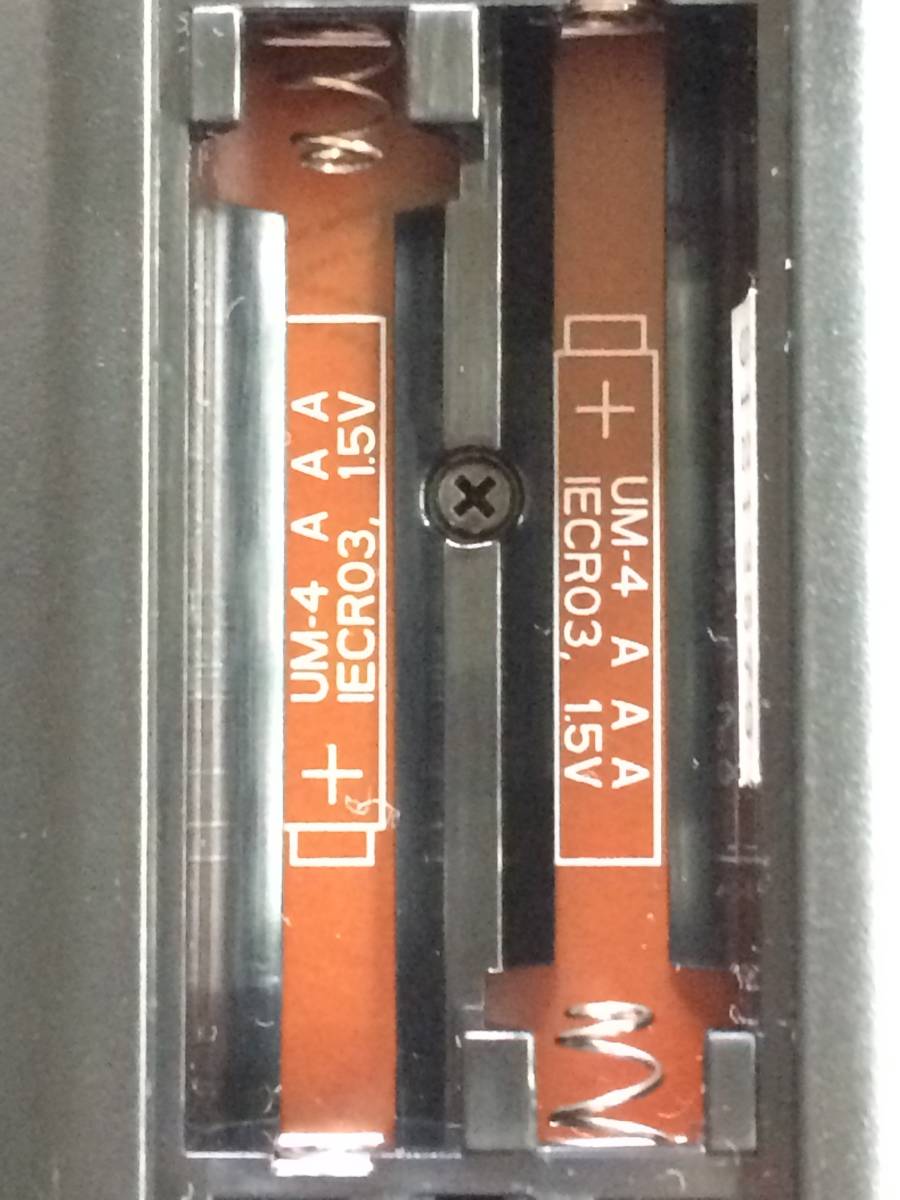 UM-4 A A A
IECR03, 1.5V
+
+
UM-4 A A A
IECR03, 1.5V